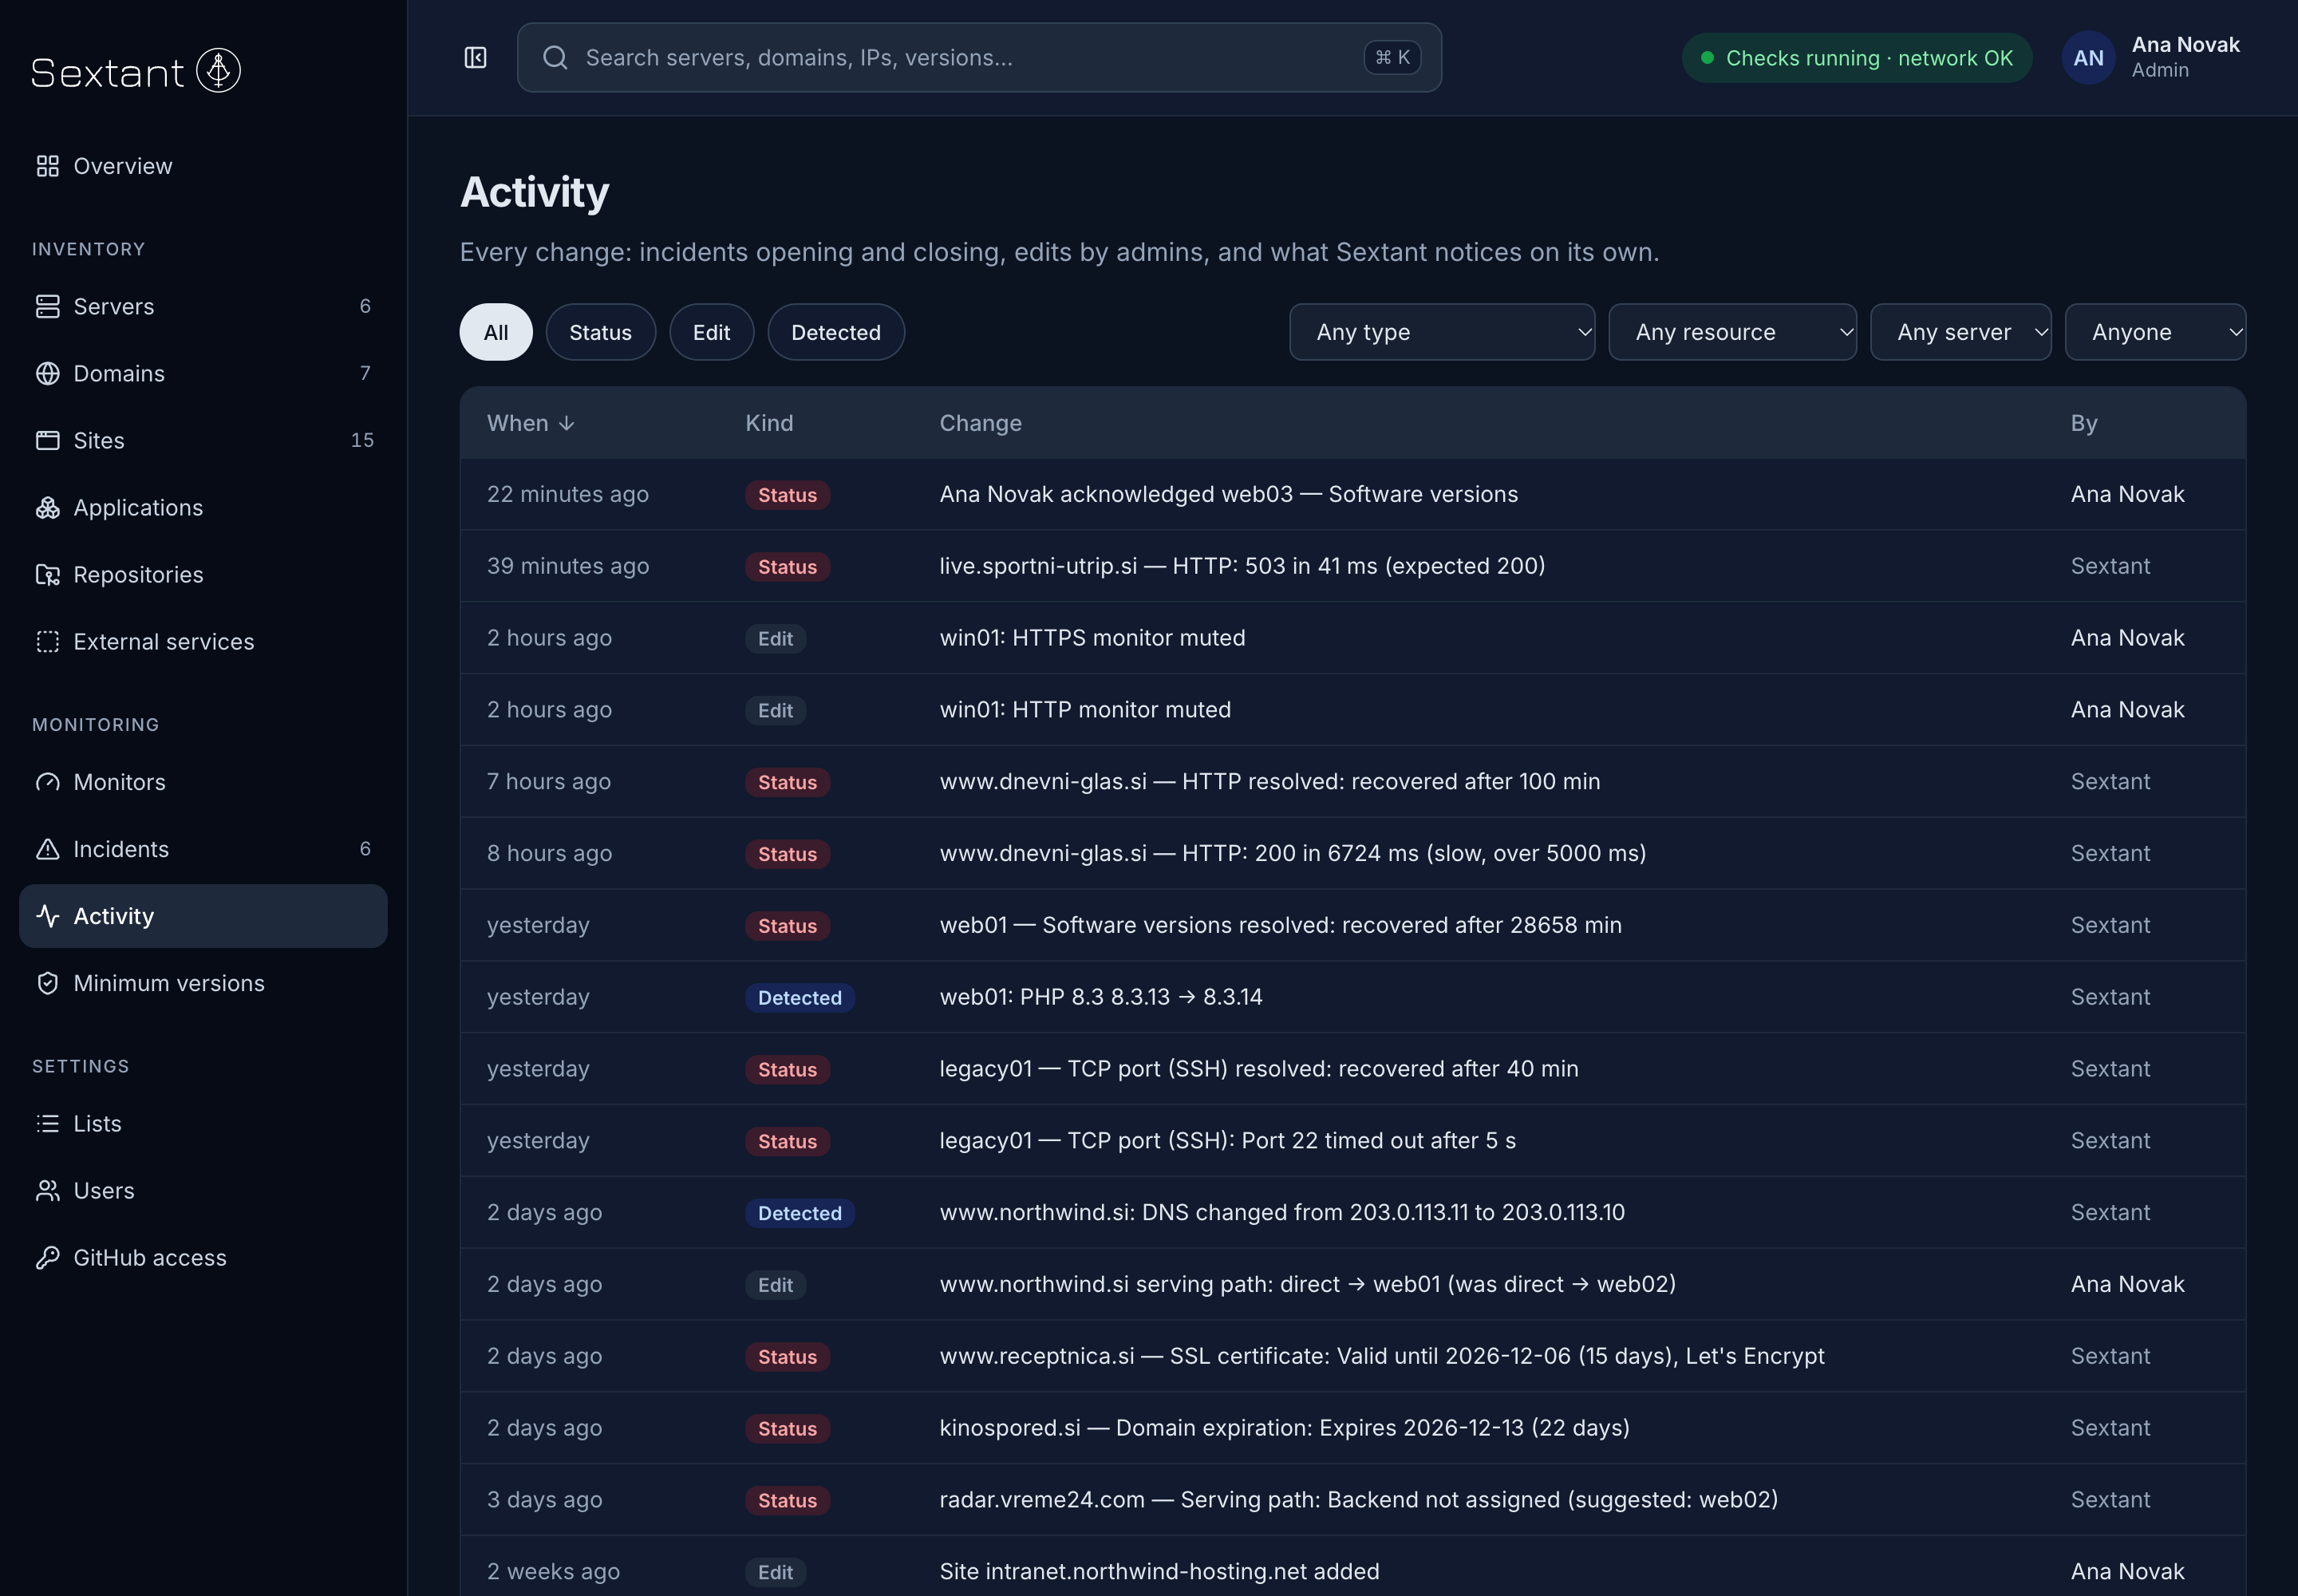 Sextant
Overview
INVENTORY
Servers 6
Domains 7
Sites 15
Applications
Repositories
External services
MONITORING
Monitors
Incidents 6
Activity
Minimum versions
SETTINGS
Lists
Users
GitHub access
Search servers, domains, IPs, versions... ⌘ K
Checks running · network OK
AN
Ana Novak
Admin
Activity
Every change: incidents opening and closing, edits by admins, and what Sextant notices on its own.
All Status Edit Detected Any type Any resource Any server Anyone
When ↓ Kind Change By
22 minutes ago Status Ana Novak acknowledged web03 — Software versions Ana Novak
39 minutes ago Status live.sportni-utrip.si — HTTP: 503 in 41 ms (expected 200) Sextant
2 hours ago Edit win01: HTTPS monitor muted Ana Novak
2 hours ago Edit win01: HTTP monitor muted Ana Novak
7 hours ago Status www.dnevni-glas.si — HTTP resolved: recovered after 100 min Sextant
8 hours ago Status www.dnevni-glas.si — HTTP: 200 in 6724 ms (slow, over 5000 ms) Sextant
yesterday Status web01 — Software versions resolved: recovered after 28658 min Sextant
yesterday Detected web01: PHP 8.3 8.3.13 → 8.3.14 Sextant
yesterday Status legacy01 — TCP port (SSH) resolved: recovered after 40 min Sextant
yesterday Status legacy01 — TCP port (SSH): Port 22 timed out after 5 s Sextant
2 days ago Detected www.northwind.si: DNS changed from 203.0.113.11 to 203.0.113.10 Sextant
2 days ago Edit www.northwind.si serving path: direct → web01 (was direct → web02) Ana Novak
2 days ago Status www.receptnica.si — SSL certificate: Valid until 2026-12-06 (15 days), Let's Encrypt Sextant
2 days ago Status kinospored.si — Domain expiration: Expires 2026-12-13 (22 days) Sextant
3 days ago Status radar.vreme24.com — Serving path: Backend not assigned (suggested: web02) Sextant
2 weeks ago Edit Site intranet.northwind-hosting.net added Ana Novak